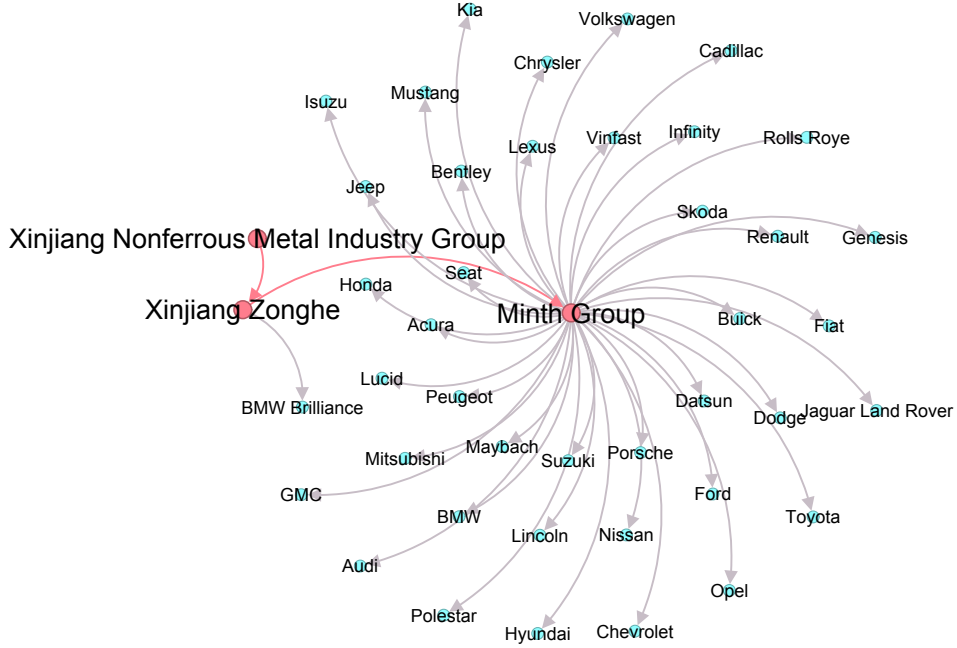 Kia
Volkswagen
Chrysler
Cadillac
Mustang
Isuzu
Lexus
Vinfast
Infinity
Rolls Roye
Bentley
Jeep
Skoda
Renault
Genesis
Xinjiang Nonferrous Metal Industry Group
Seat
Honda
Xinjiang Zonghe
Minth Group
Acura
Buick
Fiat
Lucid
Peugeot
BMW Brilliance
Datsun
Dodge
Jaguar Land Rover
Mitsubishi
Maybach
Suzuki
Porsche
GMC
Ford
BMW
Toyota
Lincoln
Nissan
Audi
Opel
Polestar
Hyundai
Chevrolet